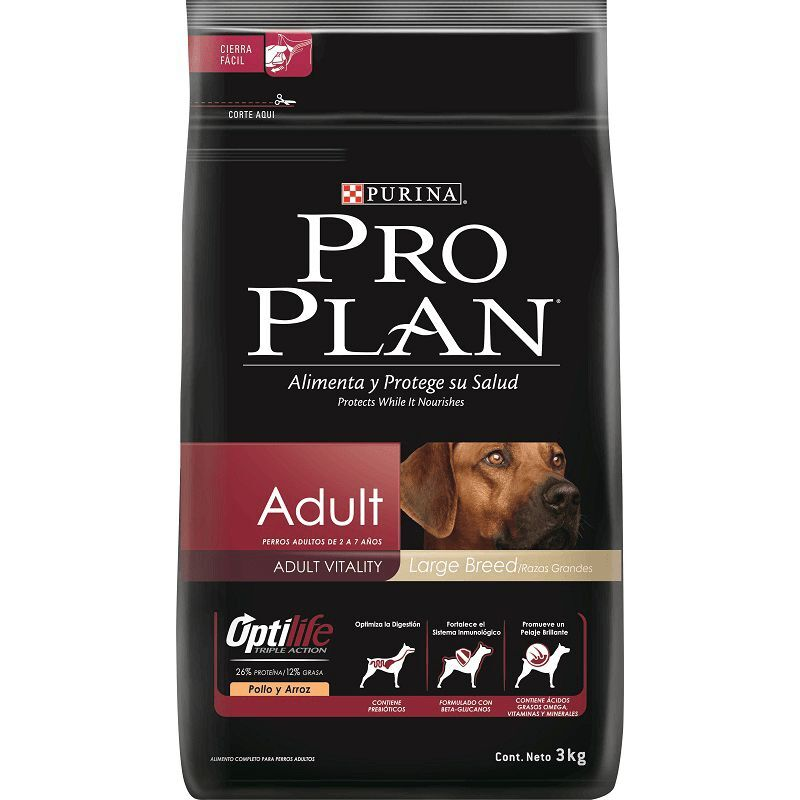 CIERRA
FÁCIL
CORTE AQUI
PURINA®
PRO
PLAN®
Alimenta y Protege su Salud
Protects While It Nourishes
Adult
PERROS ADULTOS DE 2 A 7 AÑOS
ADULT VITALITY
Large Breed/Razas Grandes
Optilife
TRIPLE ACTION
26% PROTEÍNA/12% GRASA
Pollo y Arroz
Optimiza la Digestión
CONTIENE
PREBIÓTICOS
Fortalece el
Sistema Inmunológico
FORMULADO CON
BETA-GLUCANOS
Promueve un
Pelaje Brillante
CONTIENE ÁCIDOS
GRASOS OMEGA,
VITAMINAS Y MINERALES
ALIMENTO COMPLETO PARA PERROS ADULTOS
Cont. Neto 3kg